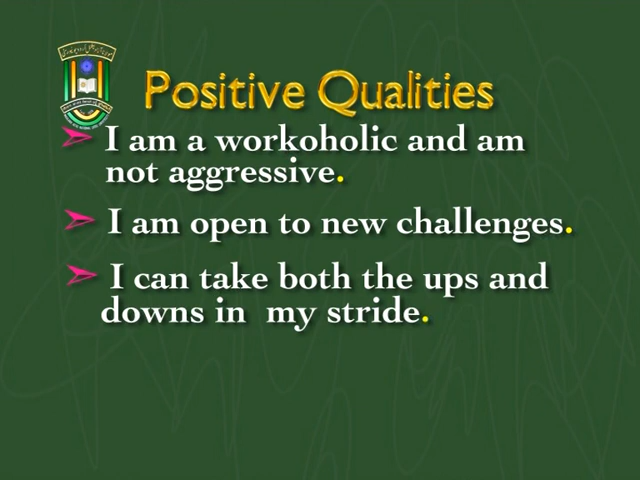 Positive Qualities
I am a workoholic and am
not aggressive.
I am open to new challenges.
I can take both the ups and
downs in my stride.